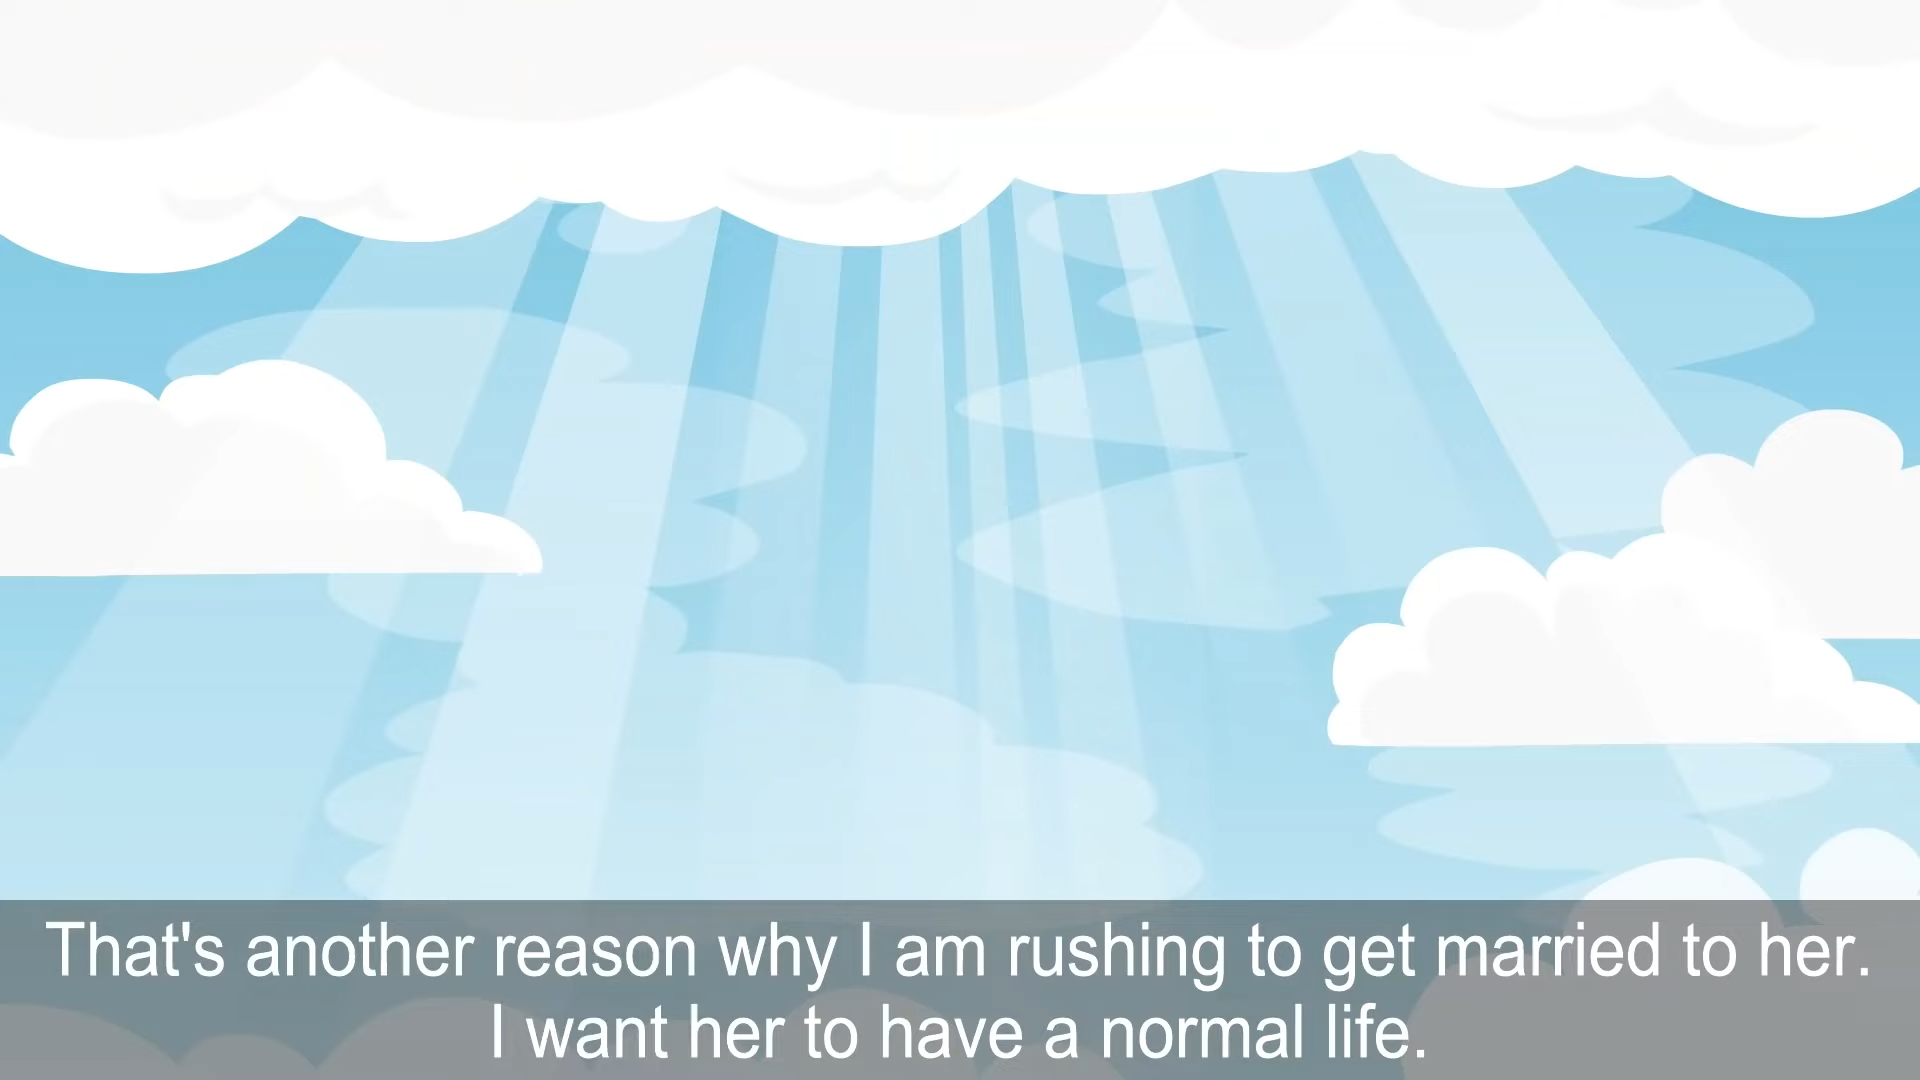 That's another reason why I am rushing to get married to her.
I want her to have a normal life.